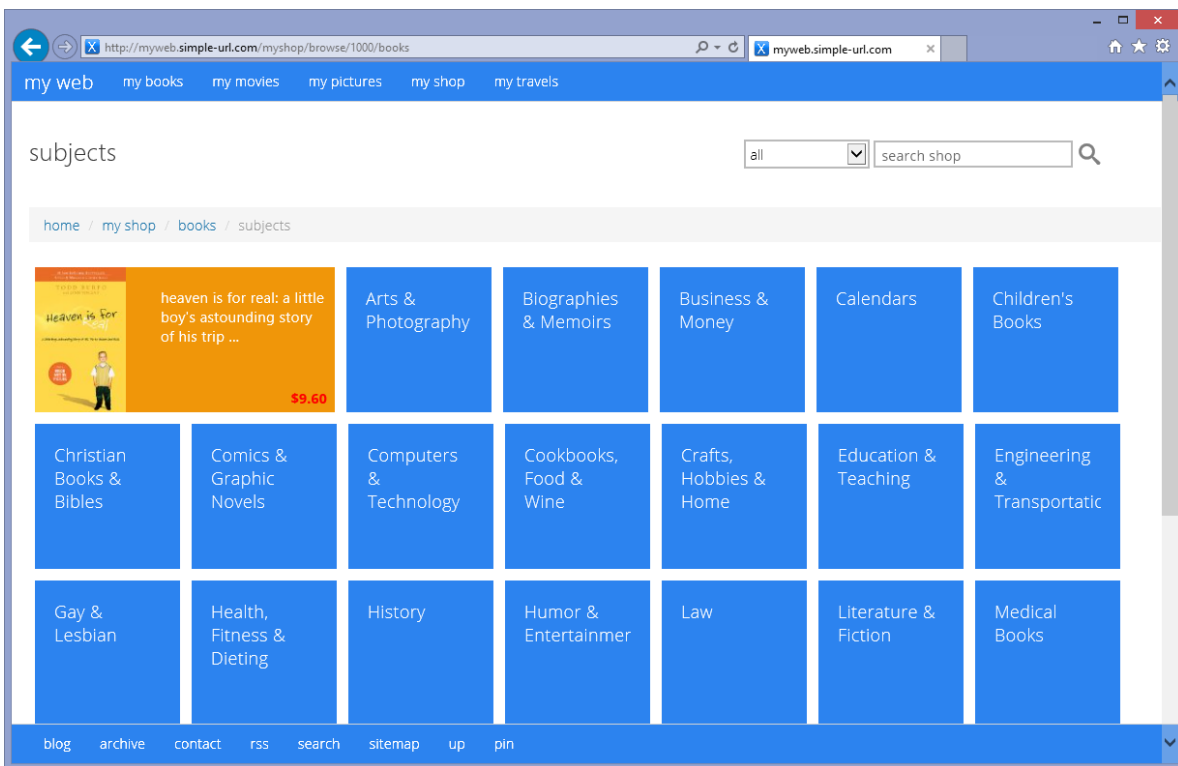 http://myweb.simple-url.com/myshop/browse/1000/books
myweb.simple-url.com
my web my books my movies my pictures my shop my travels
subjects
all
search shop
home / my shop / books / subjects
Heaven is for Real
heaven is for real: a little
boy's astounding story
of his trip ...
$9.60
Arts &
Photography
Biographies
& Memoirs
Business &
Money
Calendars
Children's
Books
Christian
Books &
Bibles
Comics &
Graphic
Novels
Computers
&
Technology
Cookbooks,
Food &
Wine
Crafts,
Hobbies &
Home
Education &
Teaching
Engineering
&
Transportatic
Gay &
Lesbian
Health,
Fitness &
Dieting
History
Humor &
Entertainmer
Law
Literature &
Fiction
Medical
Books
blog archive contact rss search sitemap up pin